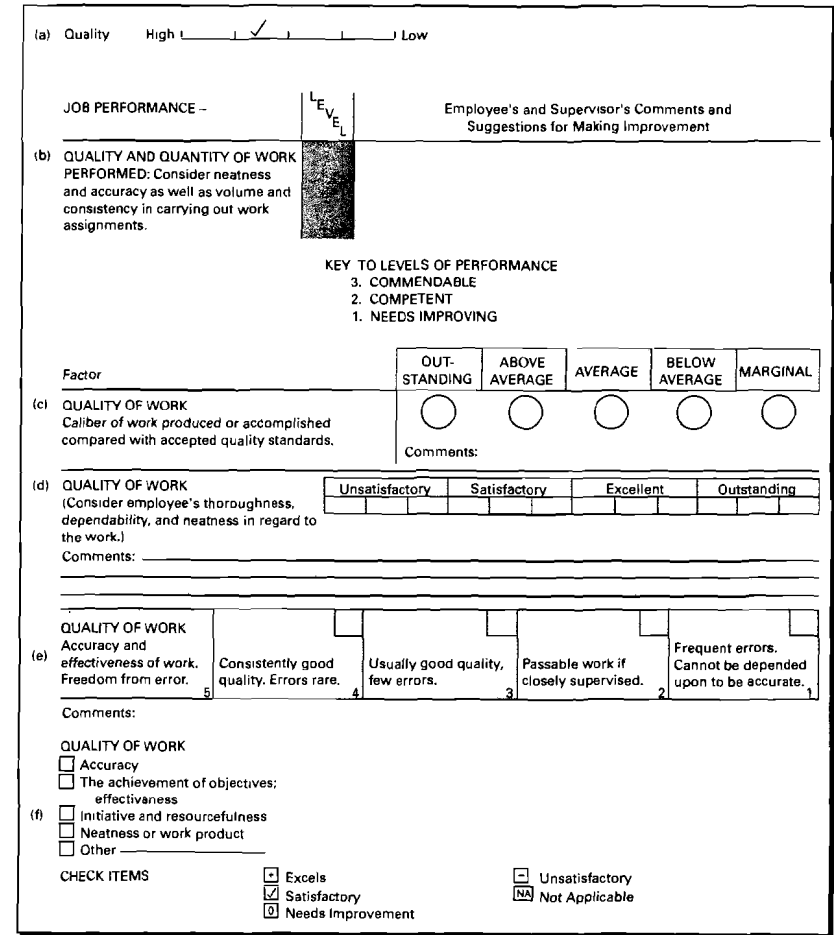 (a) Quality High Low
JOB PERFORMANCE – LEVEL Employee's and Supervisor's Comments and
Suggestions for Making Improvement
(b) QUALITY AND QUANTITY OF WORK
PERFORMED: Consider neatness
and accuracy as well as volume and
consistency in carrying out work
assignments.
KEY TO LEVELS OF PERFORMANCE
3. COMMENDABLE
2. COMPETENT
1. NEEDS IMPROVING
Factor
OUT-
STANDING
ABOVE
AVERAGE
AVERAGE
BELOW
AVERAGE
MARGINAL
(c) QUALITY OF WORK
Caliber of work produced or accomplished
compared with accepted quality standards.
Comments:
(d) QUALITY OF WORK
(Consider employee's thoroughness,
dependability, and neatness in regard to
the work.)
Unsatisfactory Satisfactory Excellent Outstanding
Comments:
(e) QUALITY OF WORK
Accuracy and
effectiveness of work.
Freedom from error.
5
Consistently good
quality. Errors rare.
4
Usually good quality,
few errors.
3
Passable work if
closely supervised.
2
Frequent errors.
Cannot be depended
upon to be accurate.
1
Comments:
(f) QUALITY OF WORK
Accuracy
The achievement of objectives;
effectivaness
Initiative and resourcefulness
Neatness or work product
Other
CHECK ITEMS
+ Excels
✓ Satisfactory
0 Needs Improvement
– Unsatisfactory
NA Not Applicable